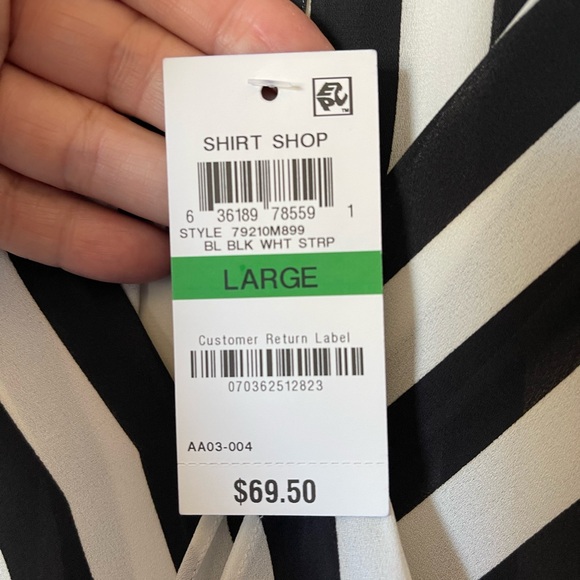 EPC™
SHIRT SHOP
6 36189 78559 1
STYLE 79210M899
BL BLK WHT STRP
LARGE
Customer Return Label
070362512823
AA03-004
$69.50